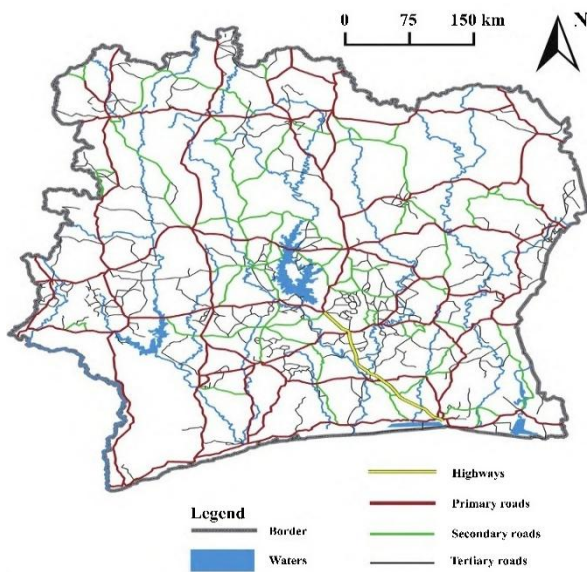 0 75 150 km
N
Highways
Primary roads
Legend
Border
Secondary roads
Waters
Tertiary roads